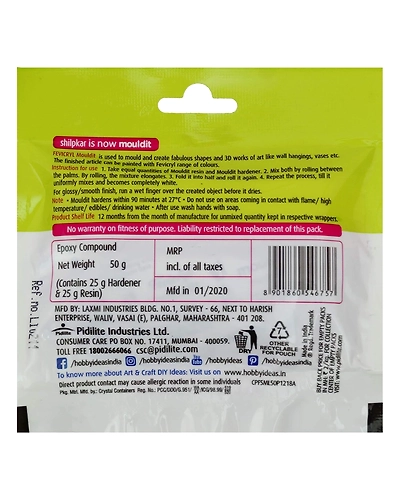 shilpkar is now mouldit
FEVICRYL Mouldit is used to mould and create fabulous shapes and 3D works of art like wall hangings, vases etc.
The finished article can be painted with Fevicryl range of colours.
Instruction for use 1. Take equal quantities of Mouldit resin and Mouldit hardener. 2. Mix both by rolling between
the palms. By rolling, the mixture elongates. 3. Fold it into half and roll it again. 4. Repeat the process, till it
uniformly mixes and becomes completely white.
For glossy/smooth finish, run a wet finger over the created object before it dries.
Note • Mouldit hardens within 90 minutes at 27°C • Do not use on areas coming in contact with flame/ high
temperature/ edibles/ drinking water • After use wash hands with soap.
Product Shelf Life 12 months from the month of manufacture for unmixed quantity kept in respective wrappers.
No warranty on fitness of purpose. Liability restricted to replacement of this pack.
Epoxy Compound
Net Weight 50 g
(Contains 25 g Hardener
& 25 g Resin)
MRP
incl. of all taxes
Mfd in 01/2020
8901860546757
Made in India
® Regd. Trademark
MFG BY: LAXMI INDUSTRIES BLDG. NO.1, SURVEY - 66, NEXT TO HARISH
ENTERPRISE, WALIV, VASAI (E), PALGHAR, MAHARASHTRA - 401 208.
Pidilite Industries Ltd.
CONSUMER CARE PO BOX NO. 17411, MUMBAI - 400059.
TOLL FREE 18002666066 csc@pidilite.com
/hobbyideas.in /hobbyideasindia /hobbyideas_in
To know more about Art & Craft DIY Ideas: Visit us on www.hobbyideas.in
Direct product contact may cause allergic reaction in some individuals.
CPFSME50P1218A
KEEP DRY
RECYCLABLE
FOR POUCH
www.pidilite.com